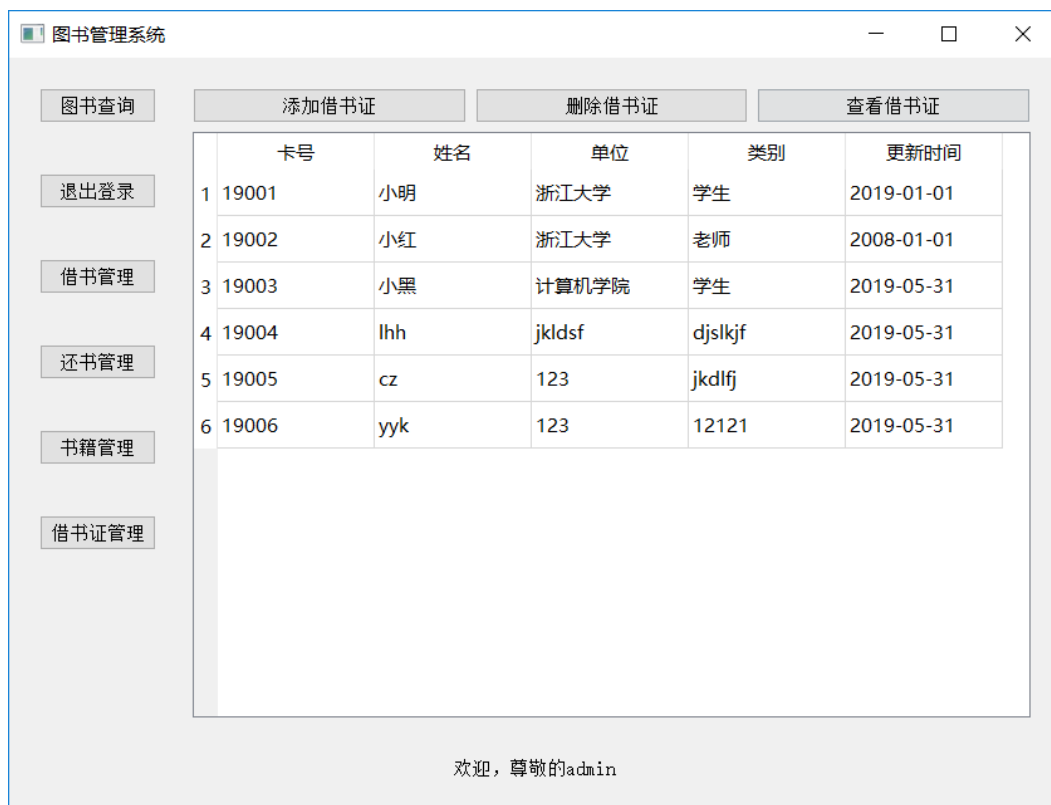 图书管理系统
图书查询 添加借书证 删除借书证 查看借书证
卡号 姓名 单位 类别 更新时间
1 19001 小明 浙江大学 学生 2019-01-01
退出登录
2 19002 小红 浙江大学 老师 2008-01-01
借书管理
3 19003 小黑 计算机学院 学生 2019-05-31
4 19004 lhh jkldsf djslkjf 2019-05-31
还书管理
5 19005 cz 123 jkdlfj 2019-05-31
6 19006 yyk 123 12121 2019-05-31
书籍管理
借书证管理
欢迎，尊敬的admin